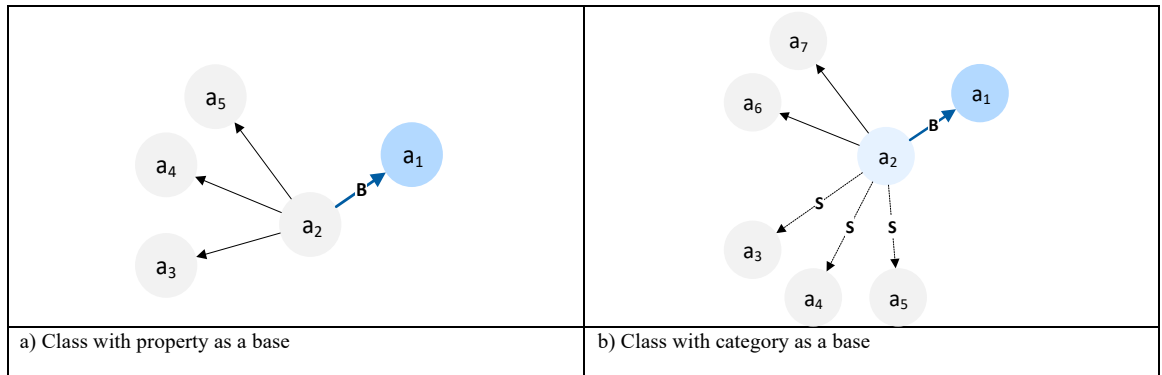 a₅
a₄
a₁
B
a₂
a₃
a) Class with property as a base
a₇
a₁
a₆
B
a₂
S
S
S
a₃
a₄
a₅
b) Class with category as a base